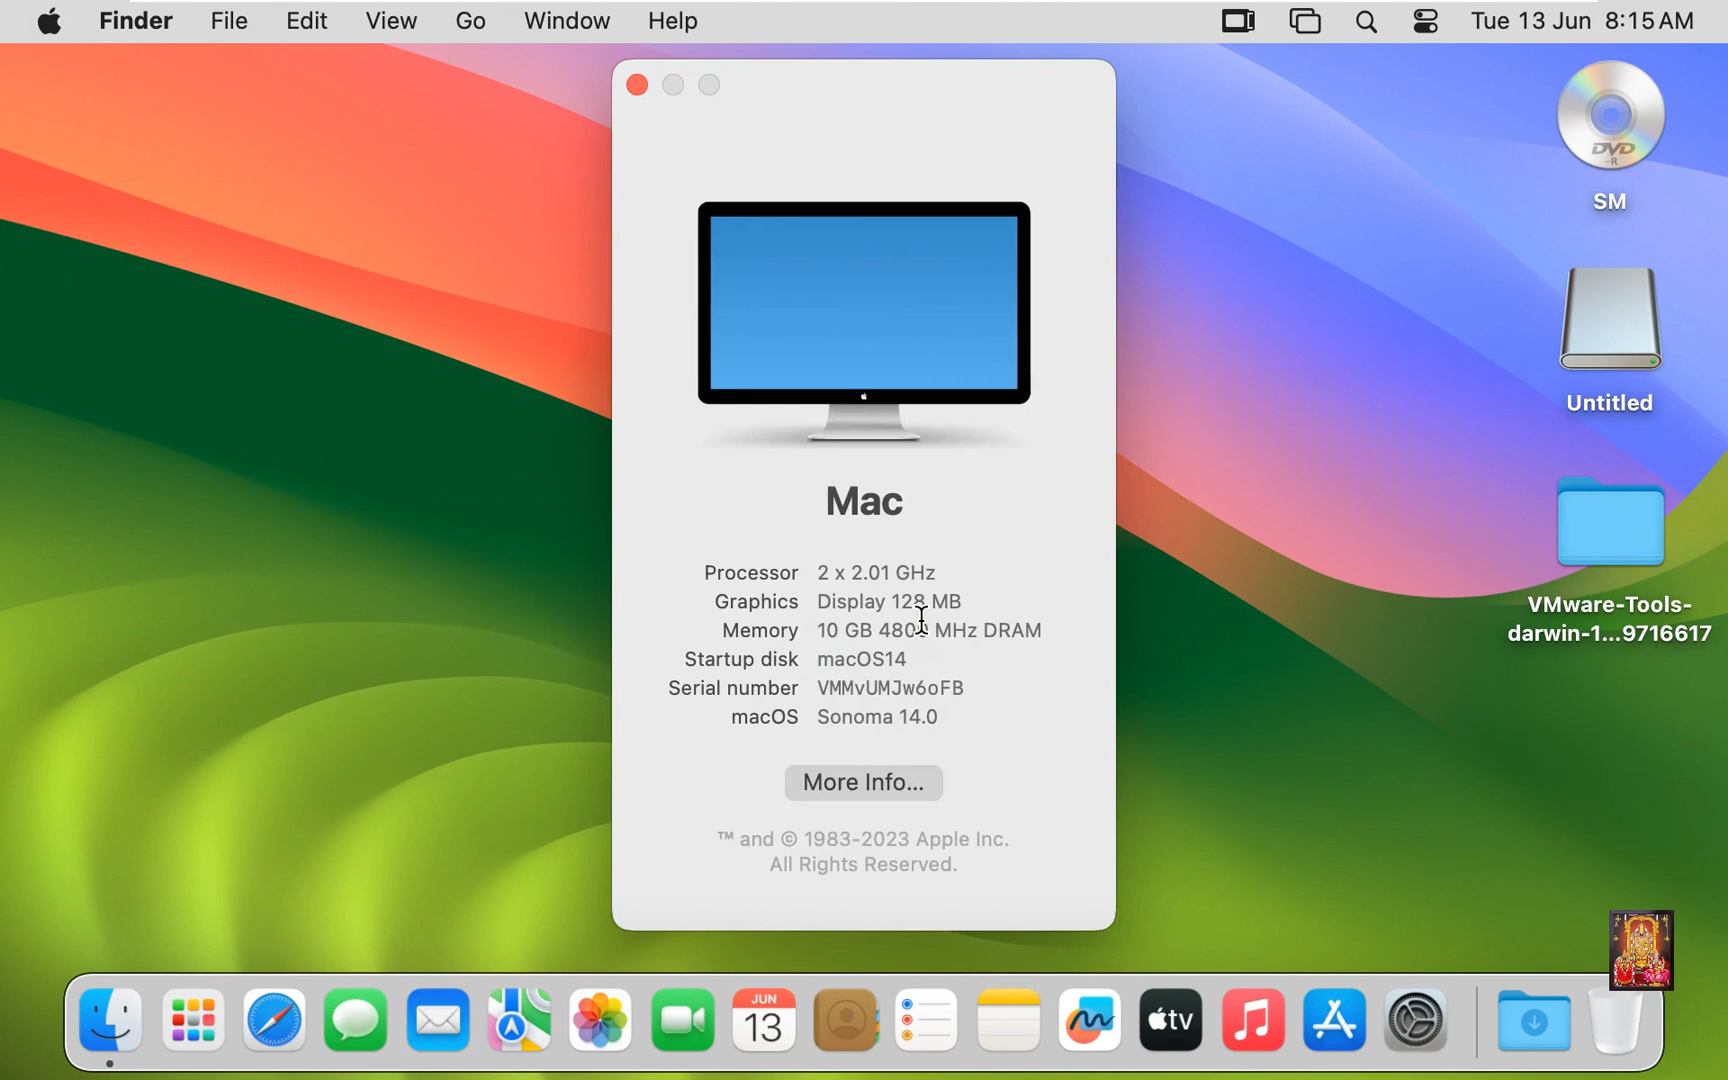 Finder File Edit View Go Window Help Tue 13 Jun 8:15 AM
DVD
-R
SM
Untitled
VMware-Tools-
darwin-1...9716617
Mac
Processor 2 x 2.01 GHz
Graphics Display 128 MB
Memory 10 GB 4800 MHz DRAM
Startup disk macOS14
Serial number VMMvUMJw6oFB
macOS Sonoma 14.0
More Info...
™ and © 1983-2023 Apple Inc.
All Rights Reserved.
JUN
13
tv